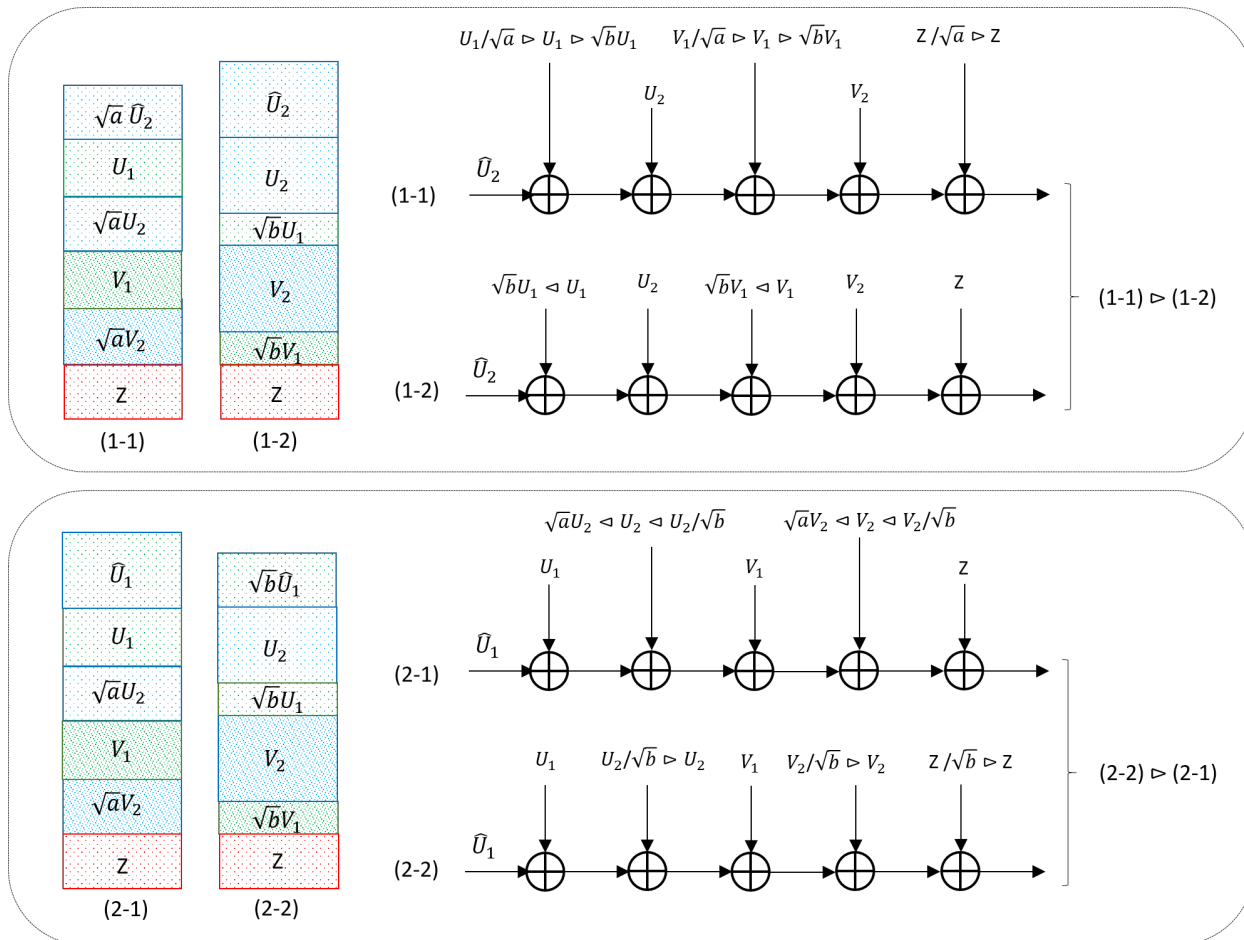 U₁/√a ⊳ U₁ ⊳ √bU₁
V₁/√a ⊳ V₁ ⊳ √bV₁
Z/√a ⊳ Z
√a Û₂
U₁
√aU₂
V₁
√aV₂
Z
(1-1)
Û₂
U₂
√bU₁
V₂
√bV₁
Z
(1-2)
U₂
V₂
(1-1)
Û₂
√bU₁ ⊲ U₁
U₂
√bV₁ ⊲ V₁
V₂
Z
(1-2)
Û₂
(1-1) ⊳ (1-2)
Û₁
U₁
√aU₂
V₁
√aV₂
Z
(2-1)
√bÛ₁
U₂
√bU₁
V₂
√bV₁
Z
(2-2)
√aU₂ ⊲ U₂ ⊲ U₂/√b
√aV₂ ⊲ V₂ ⊲ V₂/√b
U₁
V₁
Z
(2-1)
Û₁
U₁
U₂/√b ⊳ U₂
V₁
V₂/√b ⊳ V₂
Z/√b ⊳ Z
(2-2)
Û₁
(2-2) ⊳ (2-1)